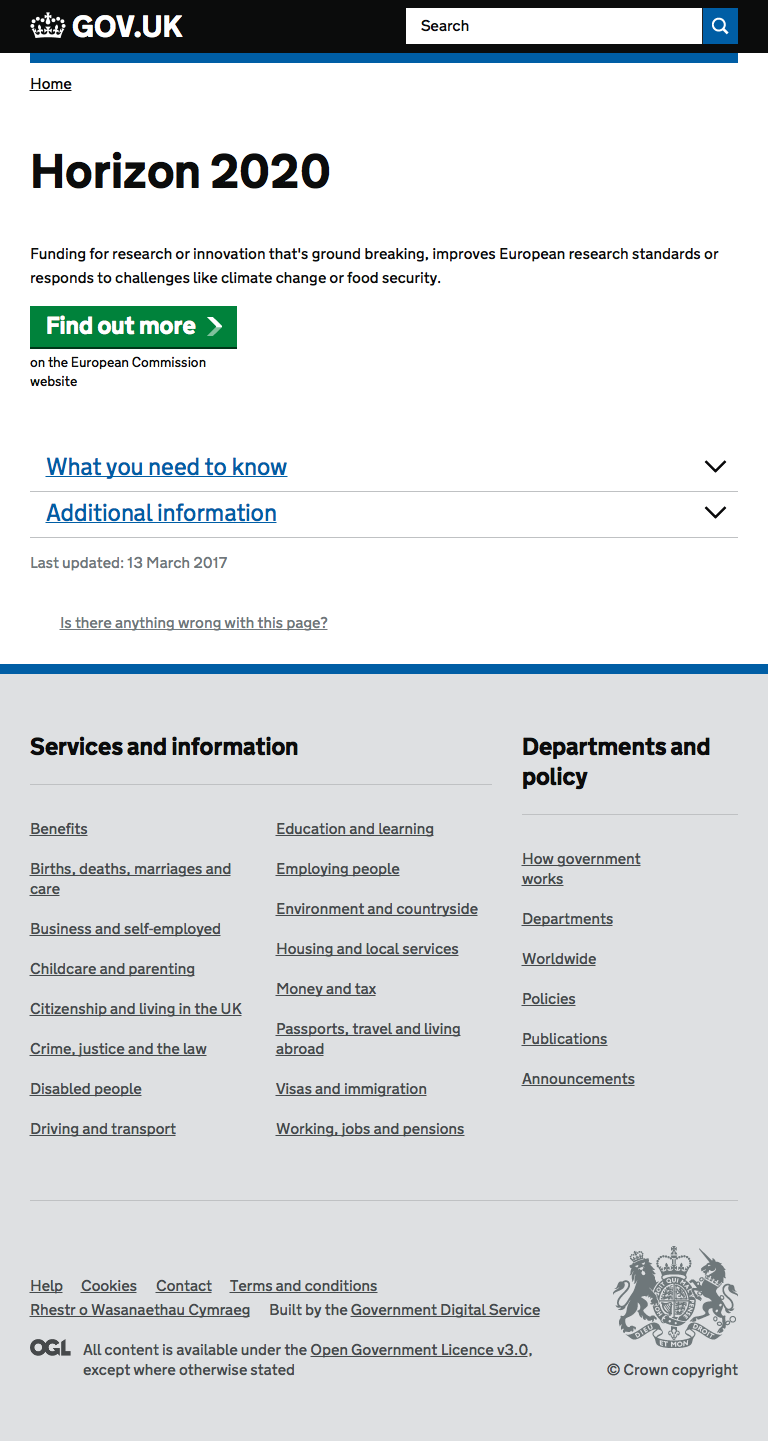 GOV.UK
Search
Home
Horizon 2020
Funding for research or innovation that's ground breaking, improves European research standards or
responds to challenges like climate change or food security.
Find out more
on the European Commission
website
What you need to know
Additional information
Last updated: 13 March 2017
Is there anything wrong with this page?
Services and information
Benefits
Births, deaths, marriages and
care
Business and self-employed
Childcare and parenting
Citizenship and living in the UK
Crime, justice and the law
Disabled people
Driving and transport
Education and learning
Employing people
Environment and countryside
Housing and local services
Money and tax
Passports, travel and living
abroad
Visas and immigration
Working, jobs and pensions
Departments and
policy
How government
works
Departments
Worldwide
Policies
Publications
Announcements
Help Cookies Contact Terms and conditions
Rhestr o Wasanaethau Cymraeg Built by the Government Digital Service
OGL All content is available under the Open Government Licence v3.0,
except where otherwise stated
DIEU ET MON DROIT
© Crown copyright